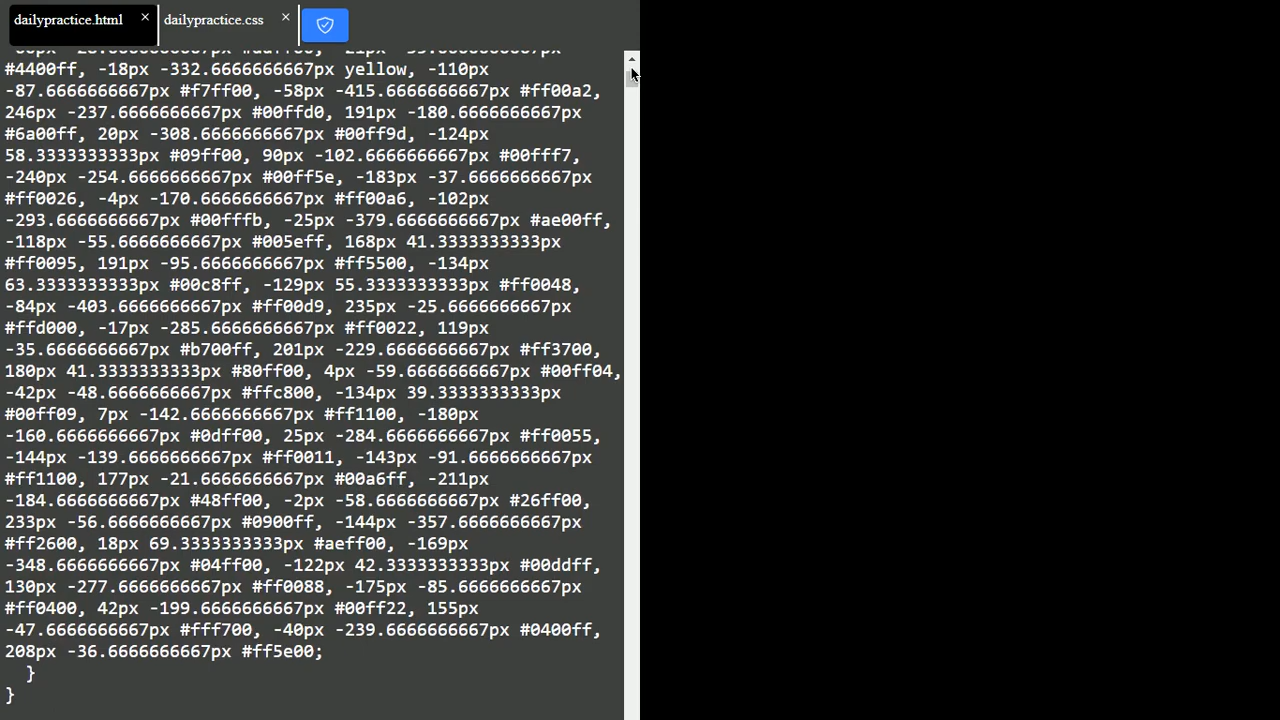 dailypractice.html ×
dailypractice.css ×
#4400ff, -18px -332.6666666667px yellow, -110px
-87.6666666667px #f7ff00, -58px -415.6666666667px #ff00a2,
246px -237.6666666667px #00ffd0, 191px -180.6666666667px
#6a00ff, 20px -308.6666666667px #00ff9d, -124px
58.3333333333px #09ff00, 90px -102.6666666667px #00fff7,
-240px -254.6666666667px #00ff5e, -183px -37.6666666667px
#ff0026, -4px -170.6666666667px #ff00a6, -102px
-293.6666666667px #00fffb, -25px -379.6666666667px #ae00ff,
-118px -55.6666666667px #005eff, 168px 41.3333333333px
#ff0095, 191px -95.6666666667px #ff5500, -134px
63.3333333333px #00c8ff, -129px 55.3333333333px #ff0048,
-84px -403.6666666667px #ff00d9, 235px -25.6666666667px
#ffd000, -17px -285.6666666667px #ff0022, 119px
-35.6666666667px #b700ff, 201px -229.6666666667px #ff3700,
180px 41.3333333333px #80ff00, 4px -59.6666666667px #00ff04,
-42px -48.6666666667px #ffc800, -134px 39.3333333333px
#00ff09, 7px -142.6666666667px #ff1100, -180px
-160.6666666667px #0dff00, 25px -284.6666666667px #ff0055,
-144px -139.6666666667px #ff0011, -143px -91.6666666667px
#ff1100, 177px -21.6666666667px #00a6ff, -211px
-184.6666666667px #48ff00, -2px -58.6666666667px #26ff00,
233px -56.6666666667px #0900ff, -144px -357.6666666667px
#ff2600, 18px 69.3333333333px #aeff00, -169px
-348.6666666667px #04ff00, -122px 42.3333333333px #00ddff,
130px -277.6666666667px #ff0088, -175px -85.6666666667px
#ff0400, 42px -199.6666666667px #00ff22, 155px
-47.6666666667px #fff700, -40px -239.6666666667px #0400ff,
208px -36.6666666667px #ff5e00;
}
}